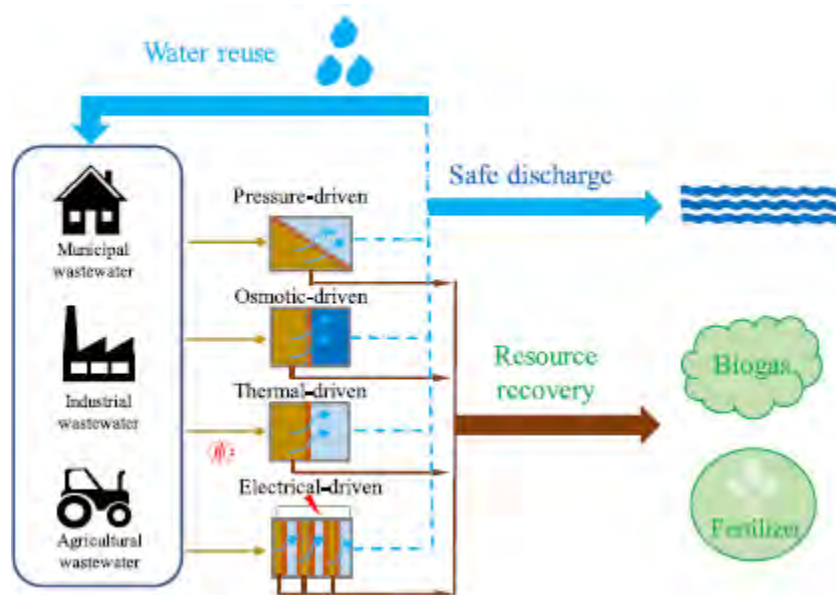 Water reuse
Safe discharge
Pressure-driven
Municipal
wastewater
Osmotic-driven
Resource
recovery
Biogas
Industrial
wastewater
Thermal-driven
Electrical-driven
Agricultural
wastewater
Fertilizer